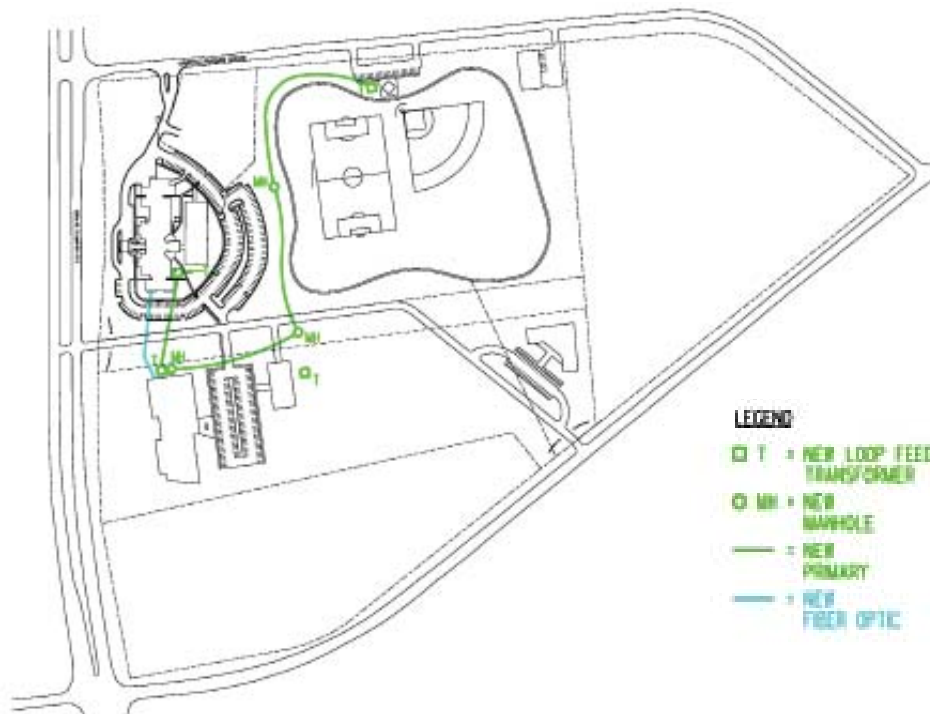 MH
MH
T
MH
T
LEGEND
T = NEW LOOP FEED
TRANSFORMER
MH = NEW
MANHOLE
= NEW
PRIMARY
= NEW
FIBER OPTIC